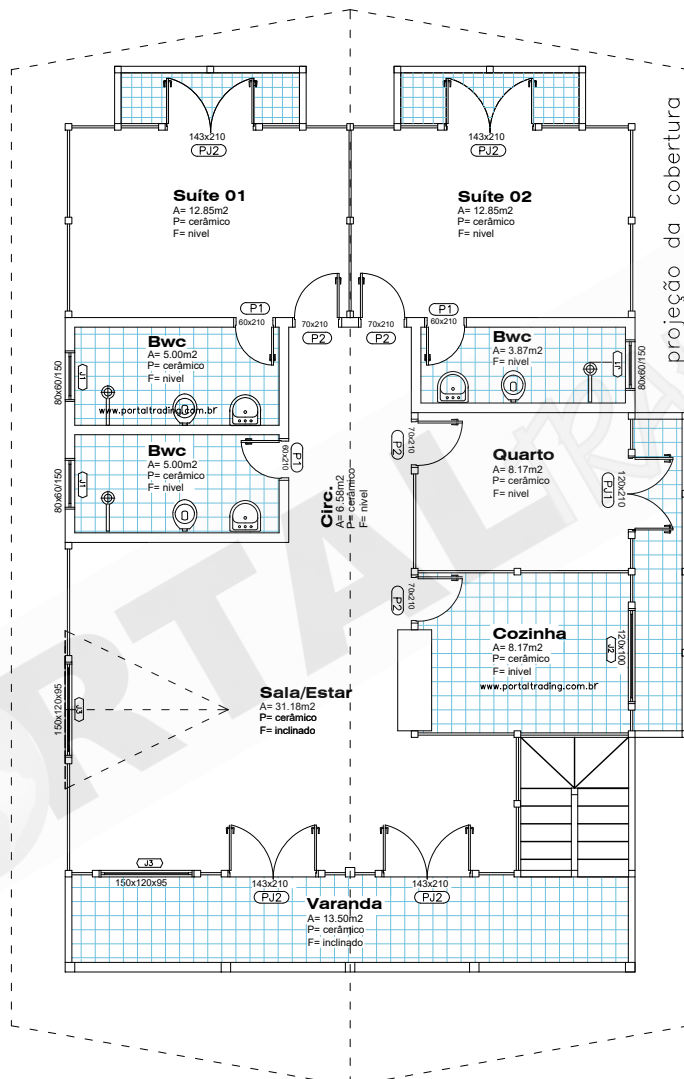 projeção da cobertura
143x210
PJ2
143x210
PJ2
Suíte 01
A= 12.85m2
P= cerâmico
F= nivel
Suíte 02
A= 12.85m2
P= cerâmico
F= nivel
P1
60x210
70x210
P2
70x210
P2
P1
60x210
Bwc
A= 5.00m2
P= cerâmico
F= nivel
J1
80x60/150
www.portaltrading.com.br
Bwc
A= 3.87m2
P= cerâmico
F= nivel
J1
80x60/150
Bwc
A= 5.00m2
P= cerâmico
F= nivel
J1
80x60/150
60x210
P1
Circ.
A= 6.58m2
P= cerâmico
F= nivel
70x210
P2
Quarto
A= 8.17m2
P= cerâmico
F= nivel
120x210
PJ1
70x210
P2
Cozinha
A= 8.17m2
P= cerâmico
F= inivel
www.portaltrading.com.br
J2
120x100
Sala/Estar
A= 31.18m2
P= cerâmico
F= inclinado
150x120x95
J3
J3
150x120x95
143x210
PJ2
143x210
PJ2
Varanda
A= 13.50m2
P= cerâmico
F= inclinado